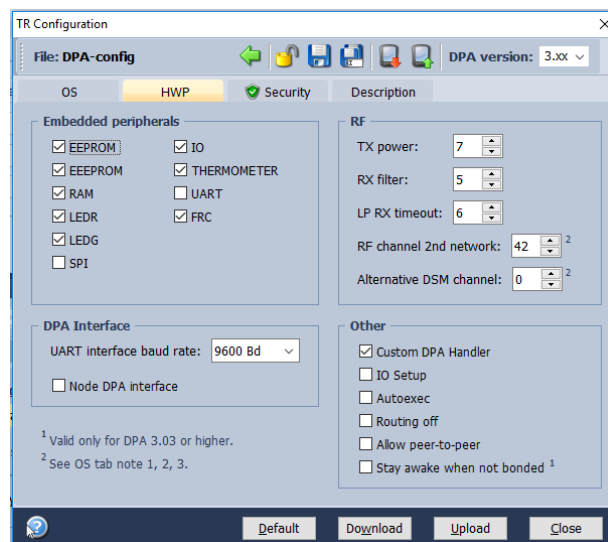 TR Configuration
File: DPA-config
DPA version: 3.xx
OS HWP Security Description
Embedded peripherals
EEPROM IO
EEEPROM THERMOMETER
RAM UART
LEDR FRC
LEDG
SPI
RF
TX power: 7
RX filter: 5
LP RX timeout: 6
RF channel 2nd network: 42 2
Alternative DSM channel: 0 2
DPA Interface
UART interface baud rate: 9600 Bd
Node DPA interface
Other
Custom DPA Handler
IO Setup
Autoexec
Routing off
Allow peer-to-peer
Stay awake when not bonded 1
1 Valid only for DPA 3.03 or higher.
2 See OS tab note 1, 2, 3.
Default Download Upload Close